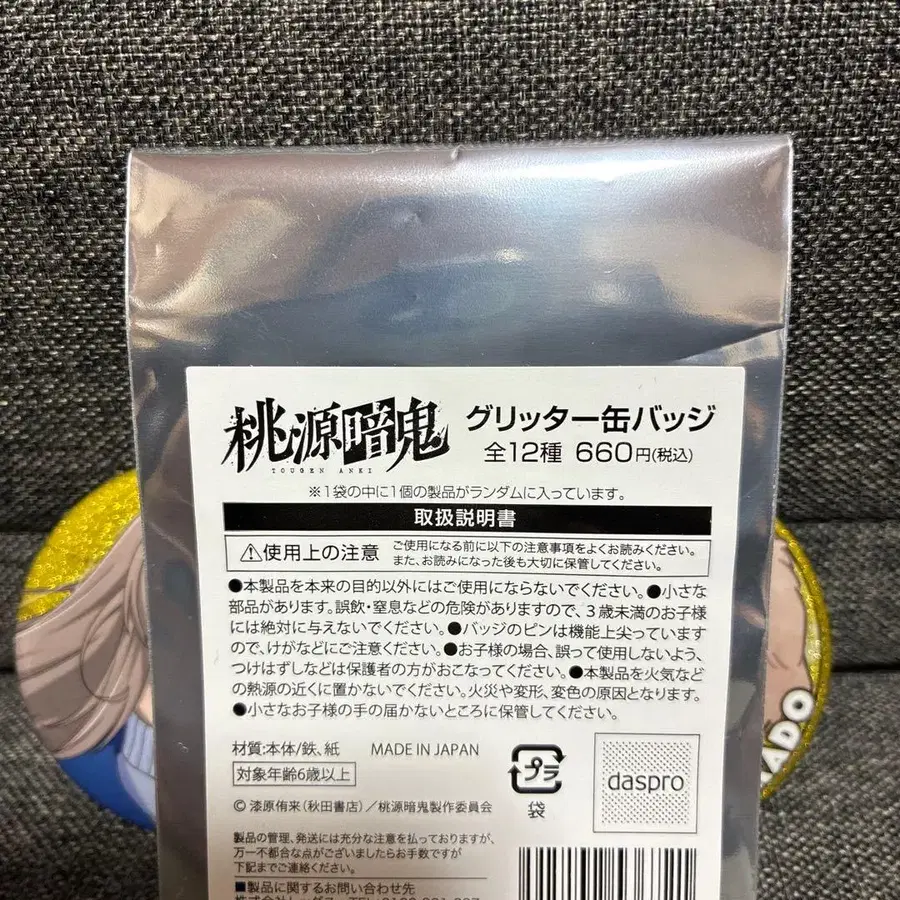 桃源暗鬼
TOUGEN ANKI
グリッター缶バッジ
全12種 660円(税込)
※1袋の中に1個の製品がランダムに入っています。
取扱説明書
⚠使用上の注意
ご使用になる前に以下の注意事項をよくお読みください。
また、お読みになった後も大切に保管してください。
●本製品を本来の目的以外にはご使用にならないでください。●小さな
部品があります。誤飲・窒息などの危険がありますので、3歳未満のお子様
には絶対に与えないでください。●バッジのピンは機能上尖っています
ので、けがなどにご注意ください。●お子様の場合、誤って使用しないよう、
つけはずしなどは保護者の方がおこなってください。●本製品を火気など
の熱源の近くに置かないでください。火災や変形、変色の原因となります。
●小さなお子様の手の届かないところに保管してください。
材質:本体/鉄、紙 MADE IN JAPAN
対象年齢6歳以上
プラ
袋
daspro
© 漆原侑来(秋田書店)/桃源暗鬼製作委員会
製品の管理、発送には充分な注意を払っておりますが、
万一不都合な点がございましたらお手数ですが
下記までご連絡ください。
■製品に関するお問い合わせ先
ADO